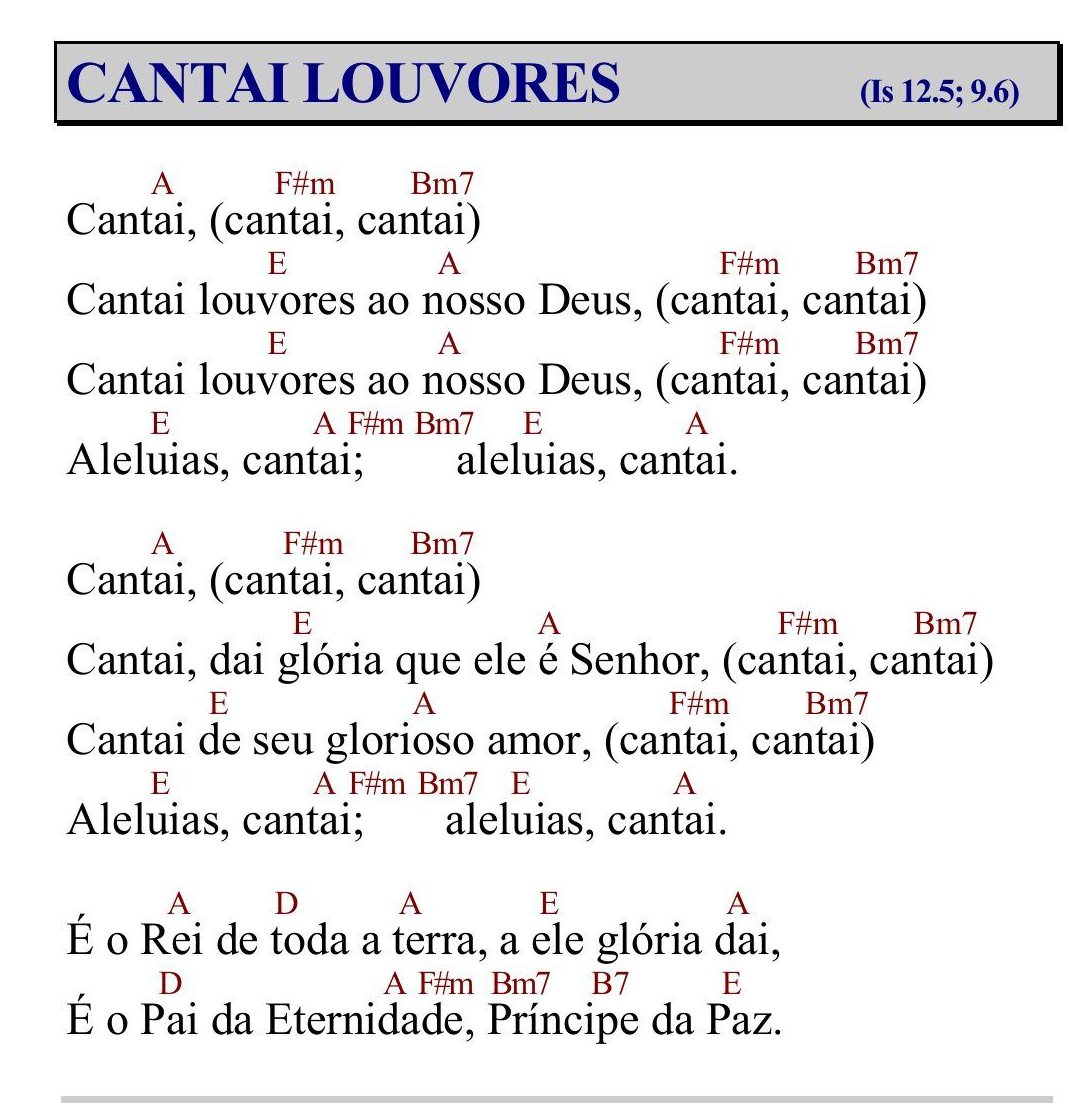 CANTAI LOUVORES (Is 12.5; 9.6)
A F#m Bm7
Cantai, (cantai, cantai)
E A F#m Bm7
Cantai louvores ao nosso Deus, (cantai, cantai)
E A F#m Bm7
Cantai louvores ao nosso Deus, (cantai, cantai)
E A F#m Bm7 E A
Aleluias, cantai; aleluias, cantai.
A F#m Bm7
Cantai, (cantai, cantai)
E A F#m Bm7
Cantai, dai glória que ele é Senhor, (cantai, cantai)
E A F#m Bm7
Cantai de seu glorioso amor, (cantai, cantai)
E A F#m Bm7 E A
Aleluias, cantai; aleluias, cantai.
A D A E A
É o Rei de toda a terra, a ele glória dai,
D A F#m Bm7 B7 E
É o Pai da Eternidade, Príncipe da Paz.